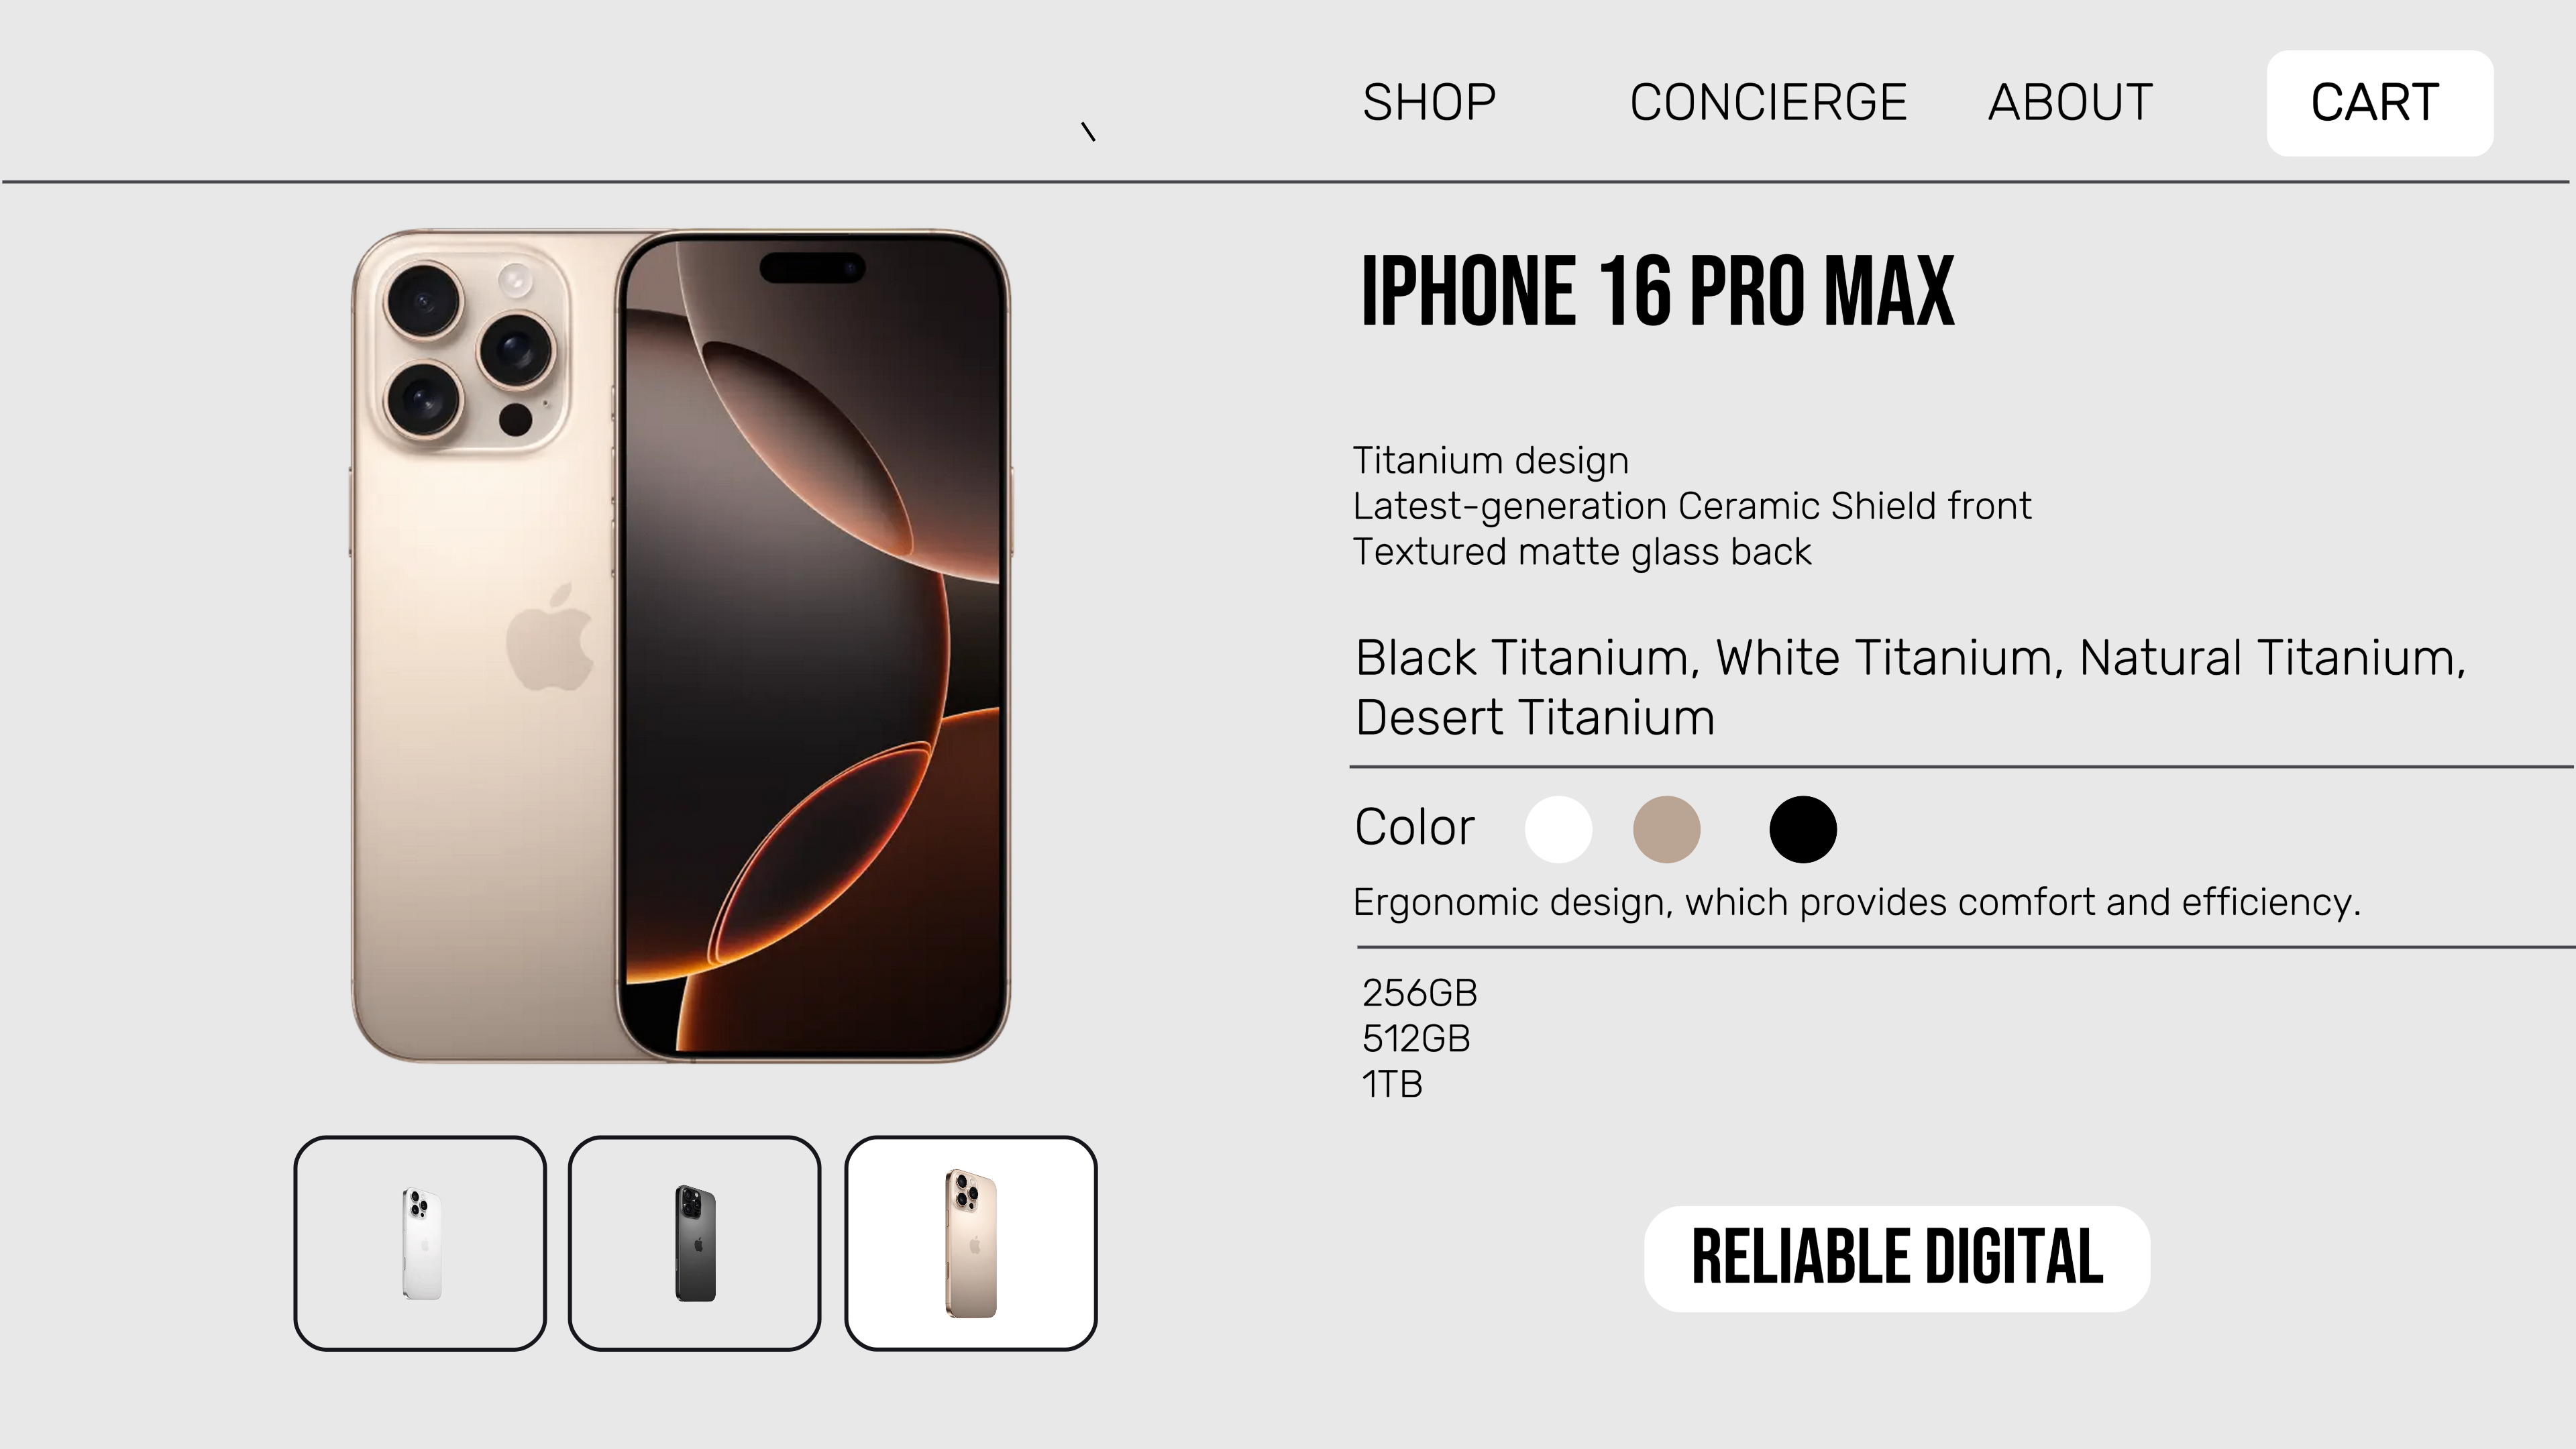 SHOP CONCIERGE ABOUT CART
\
IPHONE 16 PRO MAX
Titanium design
Latest-generation Ceramic Shield front
Textured matte glass back
Black Titanium, White Titanium, Natural Titanium,
Desert Titanium
Color
Ergonomic design, which provides comfort and efficiency.
256GB
512GB
1TB
RELIABLE DIGITAL